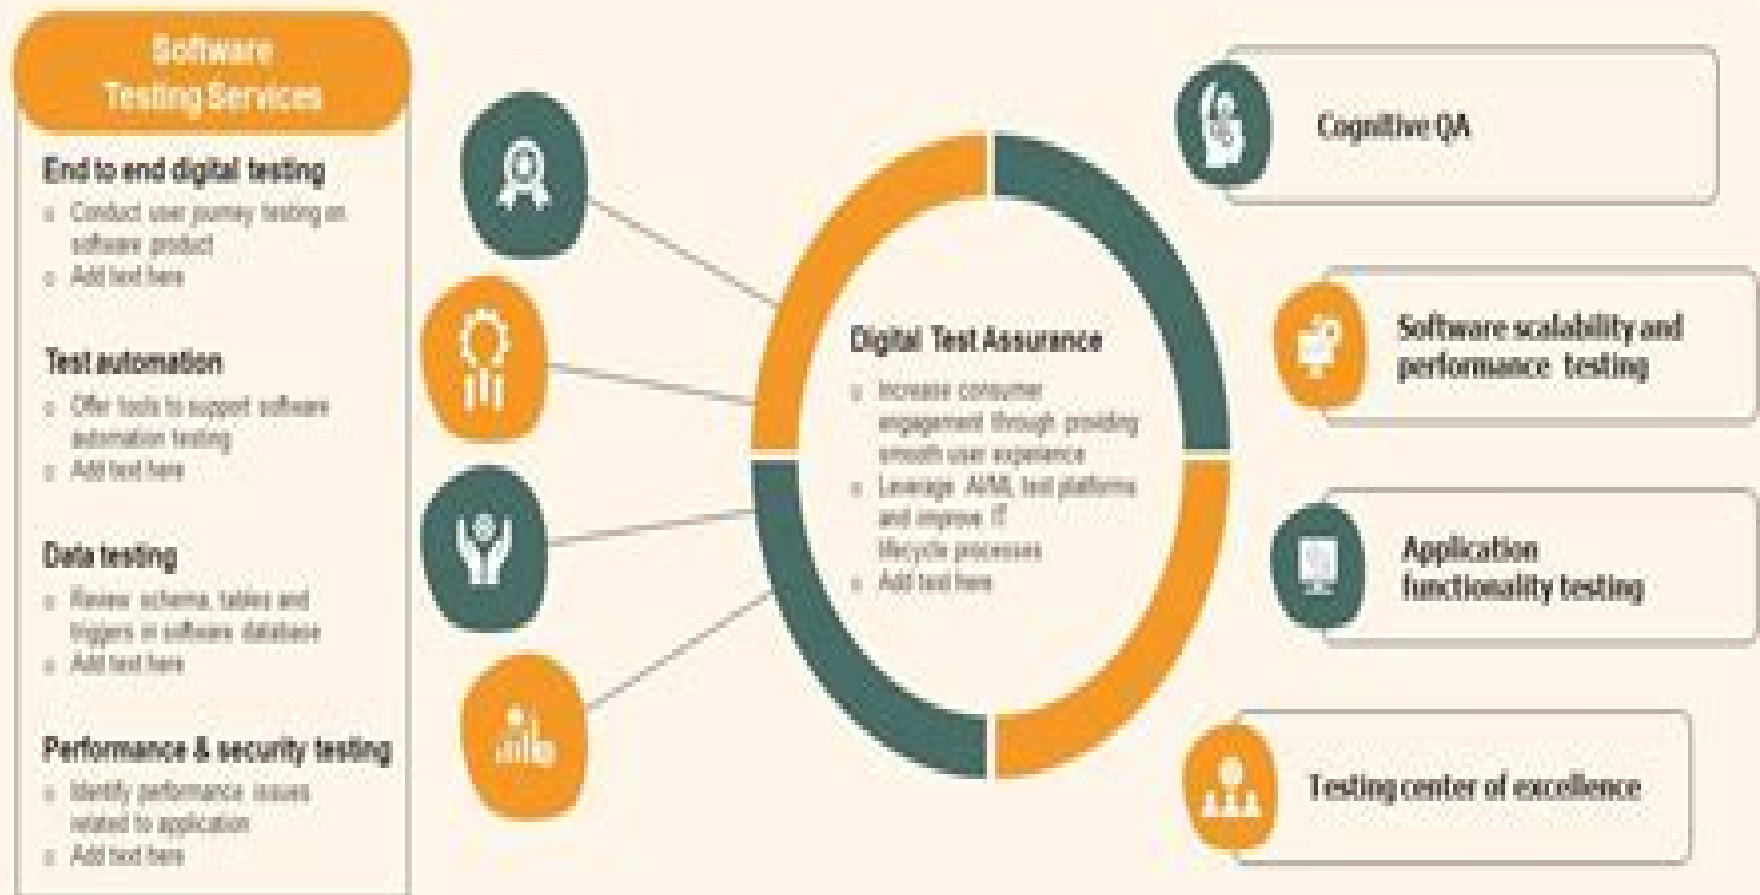 Software
Testing Services
End to end digital testing
Conduct user journey testing on
software product
Add text here
Test automation
Offer tools to support software
automation testing
Add text here
Data testing
Review schema, tables and
triggers in software database
Add text here
Performance & security testing
Identify performance issues
related to application
Add text here
Digital Test Assurance
Increase consumer
engagement through providing
smooth user experience
Leverage AI/ML test platforms
and improve IT
lifecycle processes
Add text here
Cognitive QA
Software scalability and
performance testing
Application
functionality testing
Testing center of excellence